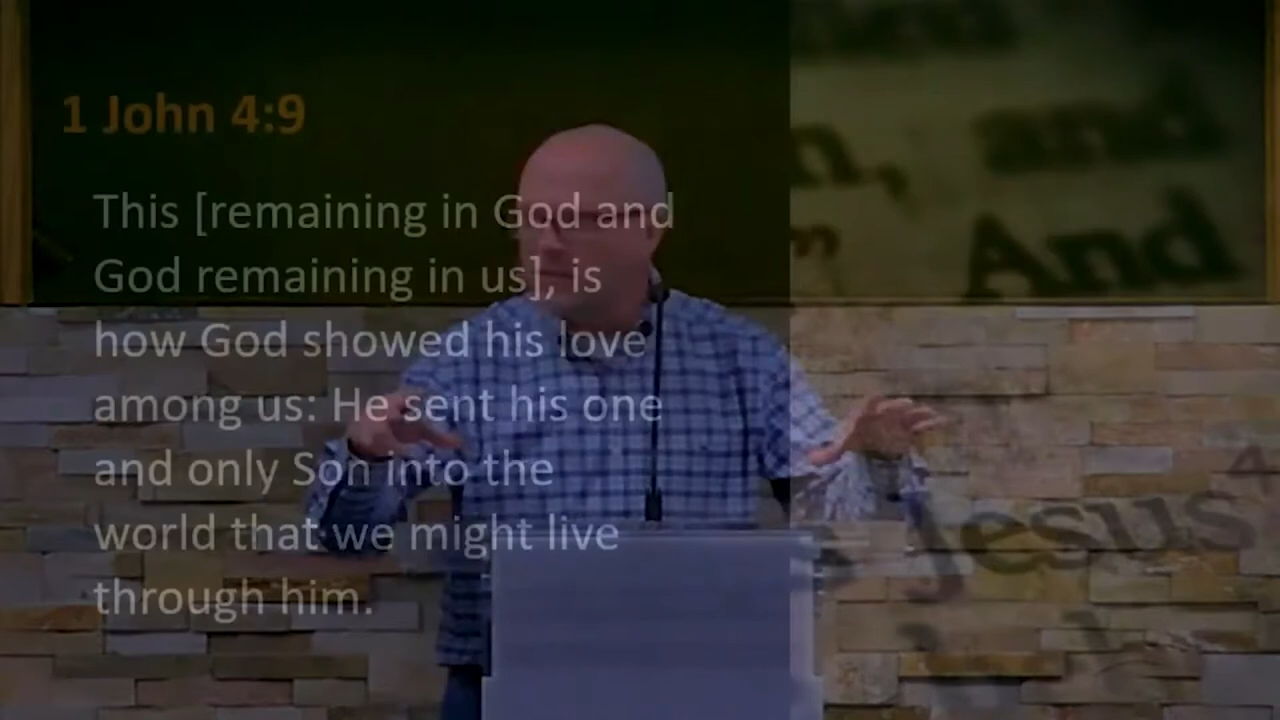 1 John 4:9
This [remaining in God and
God remaining in us], is
how God showed his love
among us: He sent his one
and only Son into the
world that we might live
through him.
and
And
Jesus